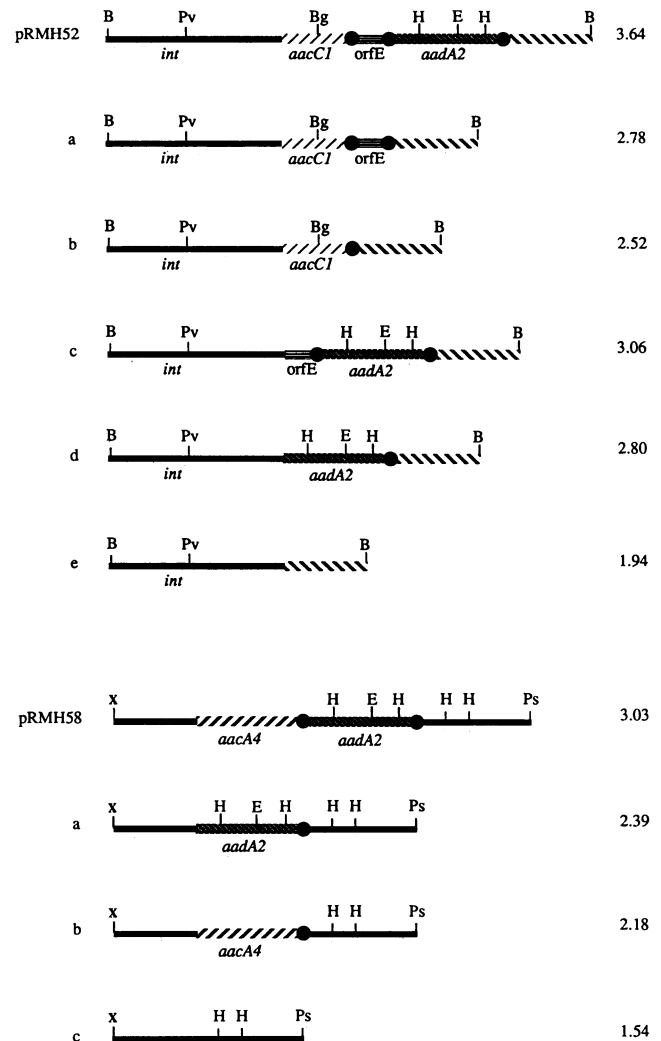 B Pv Bg H E H B
pRMH52 3.64
int aacC1 orfE aadA2
B Pv Bg B
a 2.78
int aacC1 orfE
B Pv Bg B
b 2.52
int aacC1
B Pv H E H B
c 3.06
int orfE aadA2
B Pv H E H B
d 2.80
int aadA2
B Pv B
e 1.94
int
x H E H H H Ps
pRMH58 3.03
aacA4 aadA2
x H E H H H Ps
a 2.39
aadA2
x H H Ps
b 2.18
aacA4
x H H Ps
c 1.54